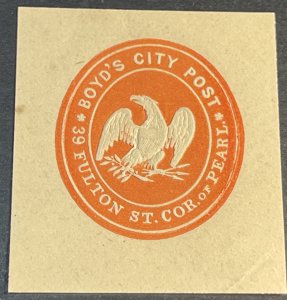 BOYD'S CITY POST
* 39 FULTON ST. COR. OF PEARL. *